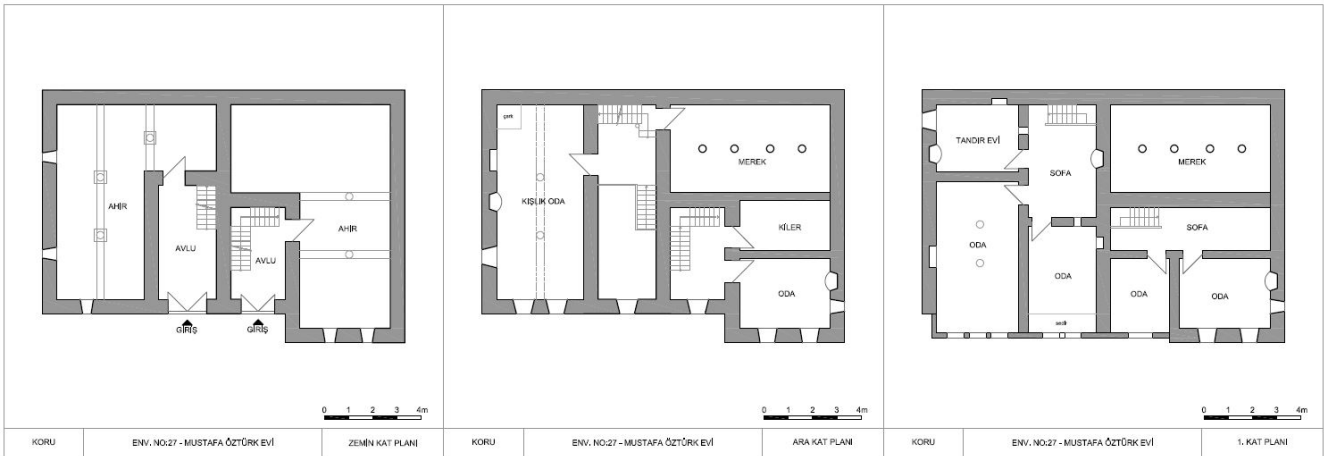 AHIR
AVLU
AVLU
AHIR
GİRİŞ
GİRİŞ
0 1 2 3 4m
KORU
ENV. NO:27 - MUSTAFA ÖZTÜRK EVİ
ZEMİN KAT PLANI
KIŞLIK ODA
MEREK
KİLER
ODA
0 1 2 3 4m
KORU
ENV. NO:27 - MUSTAFA ÖZTÜRK EVİ
ARA KAT PLANI
TANDIR EVİ
SOFA
MEREK
SOFA
ODA
ODA
ODA
ODA
sedir
0 1 2 3 4m
KORU
ENV. NO:27 - MUSTAFA ÖZTÜRK EVİ
1. KAT PLANI